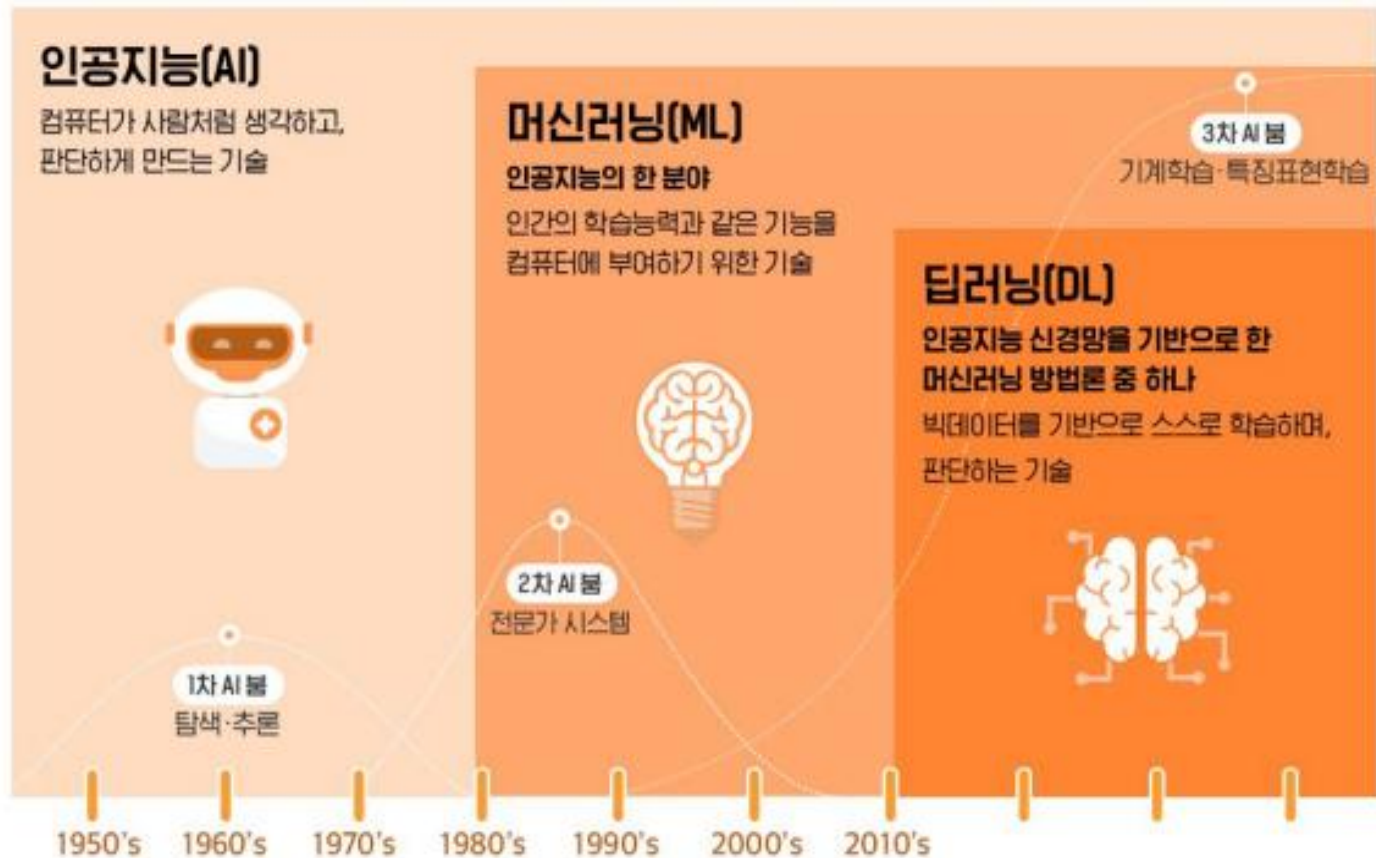 인공지능(AI)
컴퓨터가 사람처럼 생각하고,
판단하게 만드는 기술
머신러닝(ML)
인공지능의 한 분야
인간의 학습능력과 같은 기능을
컴퓨터에 부여하기 위한 기술
3차 AI 붐
기계학습·특징표현학습
딥러닝(DL)
인공지능 신경망을 기반으로 한
머신러닝 방법론 중 하나
빅데이터를 기반으로 스스로 학습하며,
판단하는 기술
2차 AI 붐
전문가 시스템
1차 AI 붐
탐색·추론
1950's 1960's 1970's 1980's 1990's 2000's 2010's